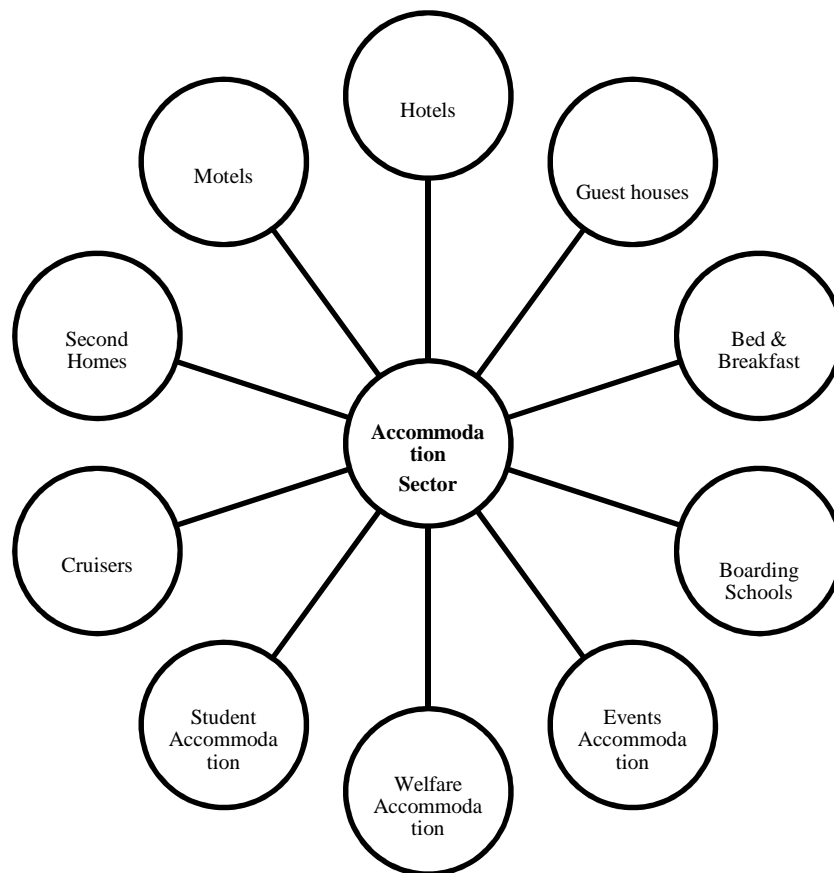 Hotels
Motels
Guest houses
Second
Homes
Bed &
Breakfast
Accommoda
tion
Sector
Cruisers
Boarding
Schools
Student
Accommoda
tion
Events
Accommoda
tion
Welfare
Accommoda
tion